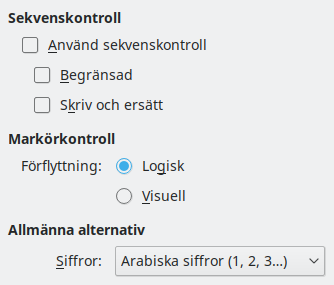 Sekvenskontroll
Använd sekvenskontroll
Begränsad
Skriv och ersätt
Markörkontroll
Förflyttning: Logisk
Visuell
Allmänna alternativ
Siffror: Arabiska siffror (1, 2, 3...)